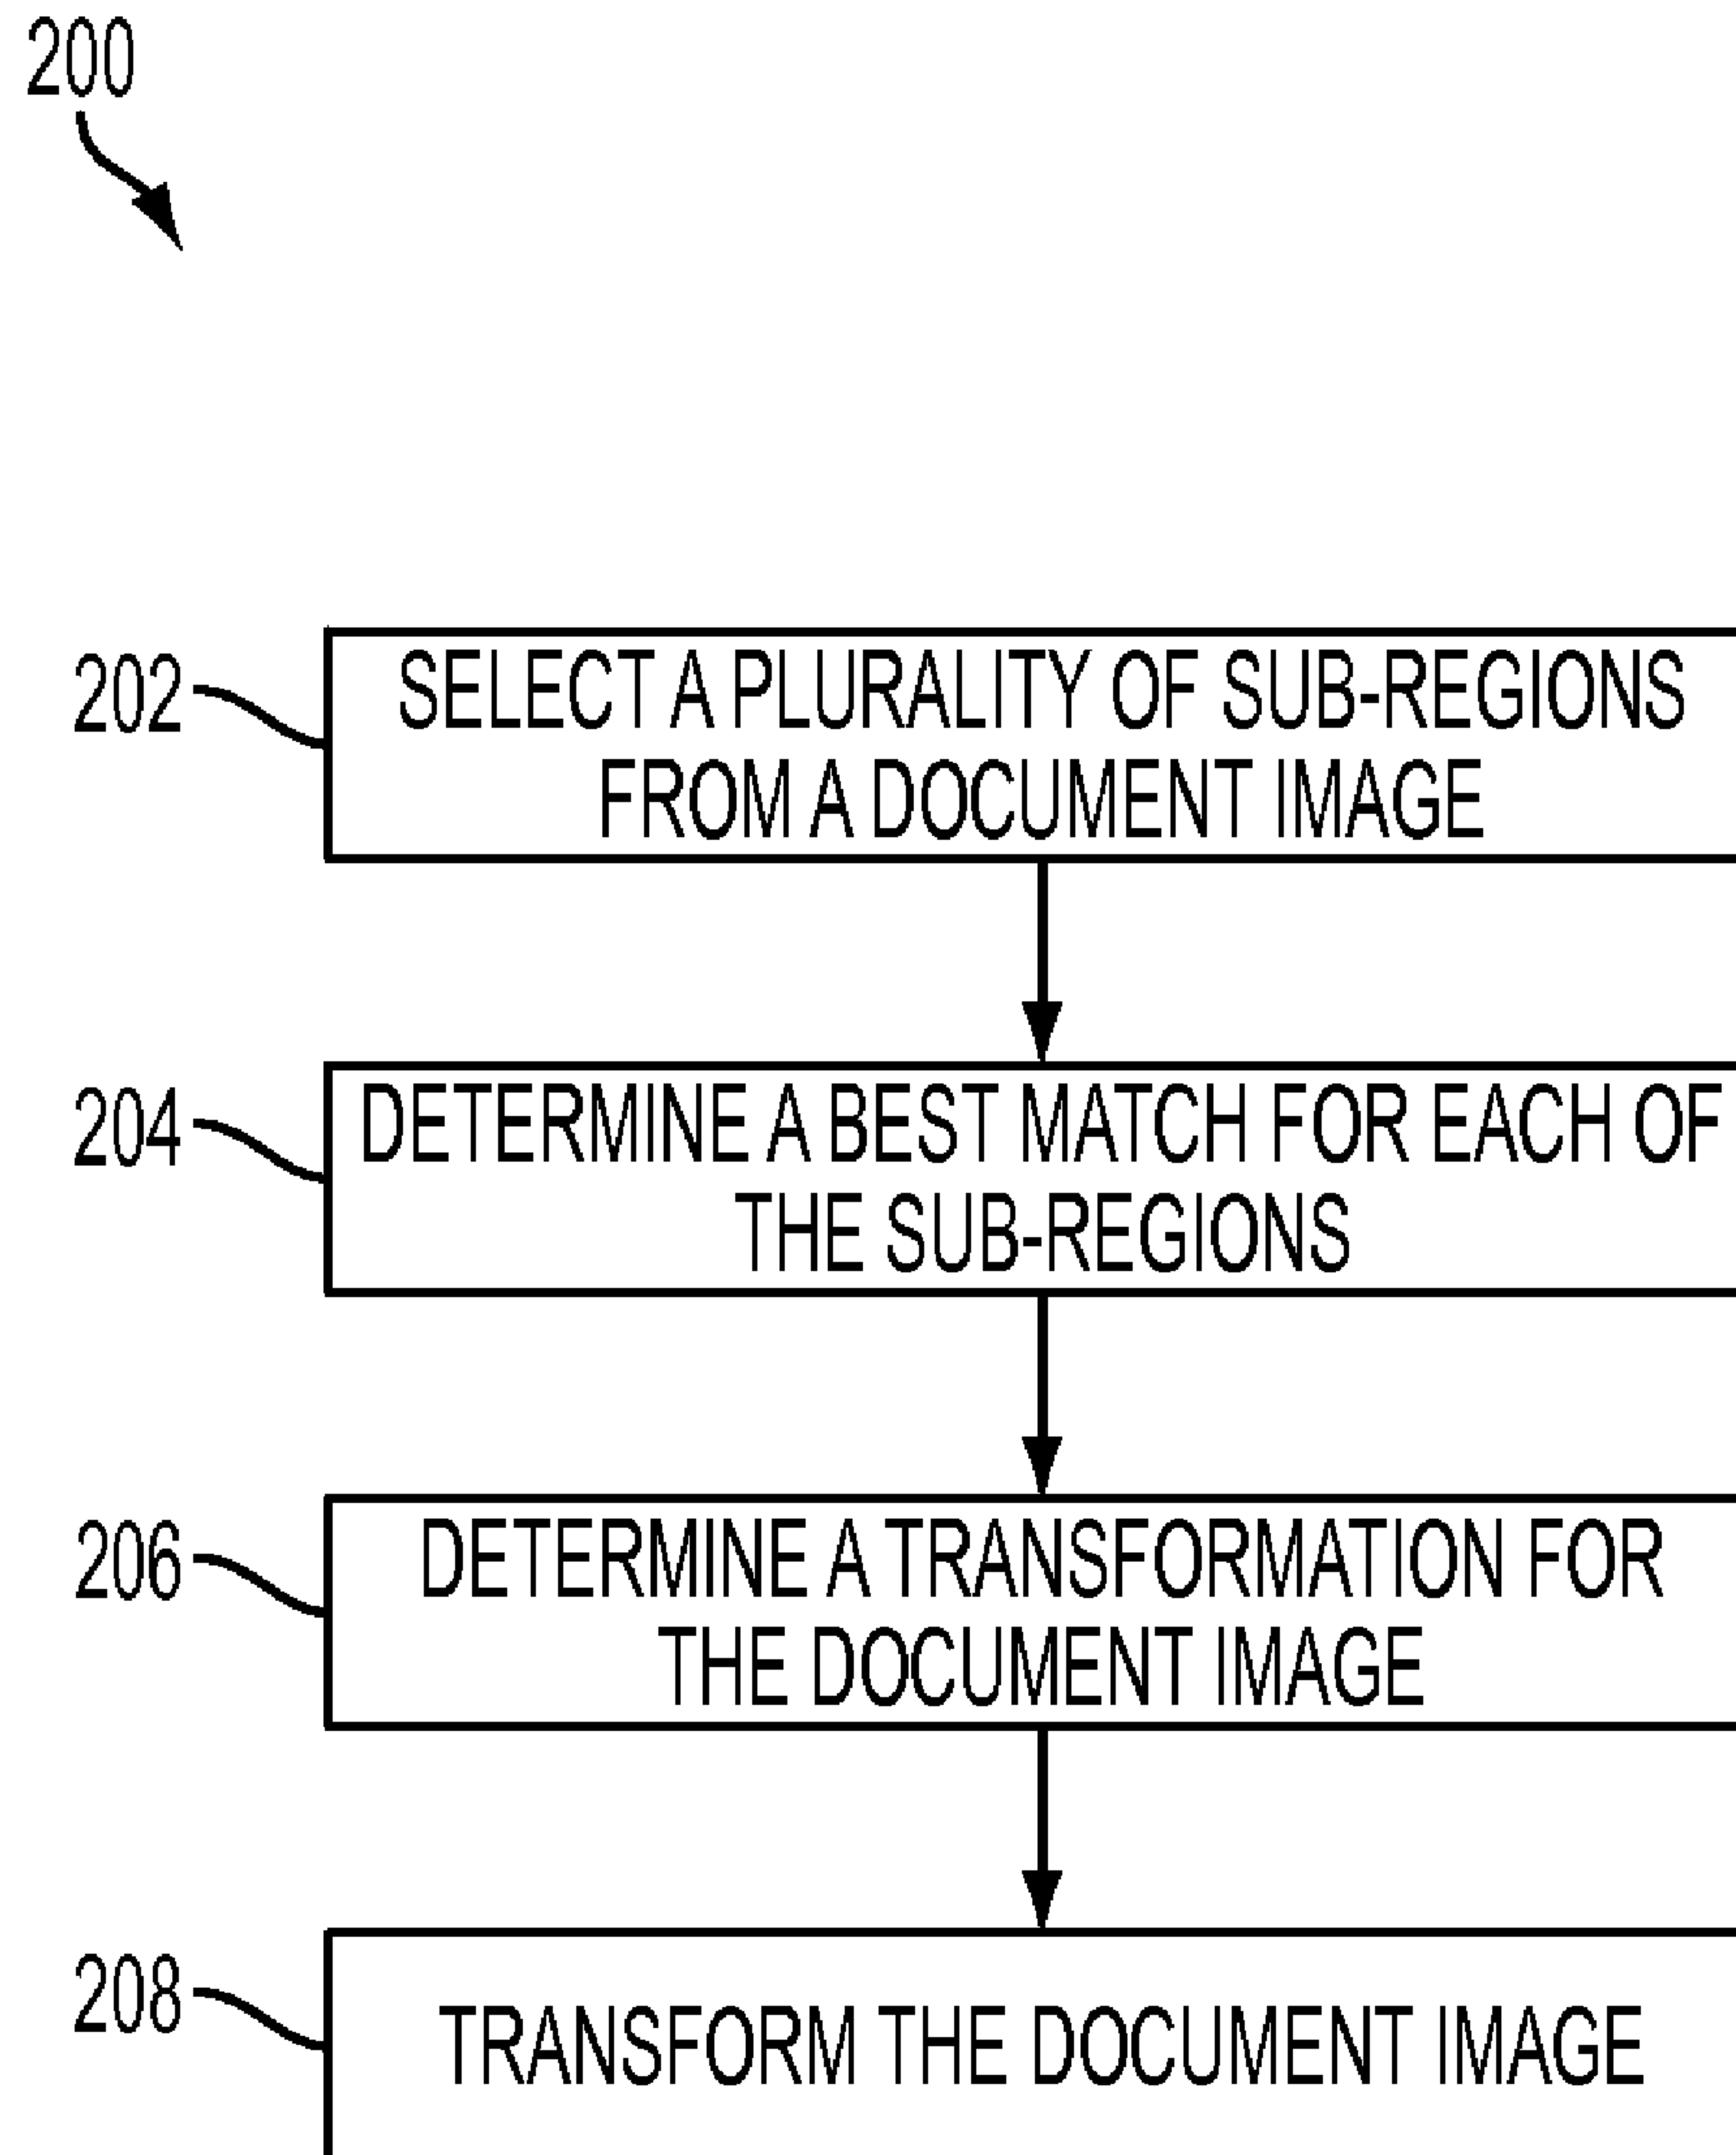 200
202
SELECT A PLURALITY OF SUB-REGIONS
FROM A DOCUMENT IMAGE
204
DETERMINE A BEST MATCH FOR EACH OF
THE SUB-REGIONS
206
DETERMINE A TRANSFORMATION FOR
THE DOCUMENT IMAGE
208
TRANSFORM THE DOCUMENT IMAGE